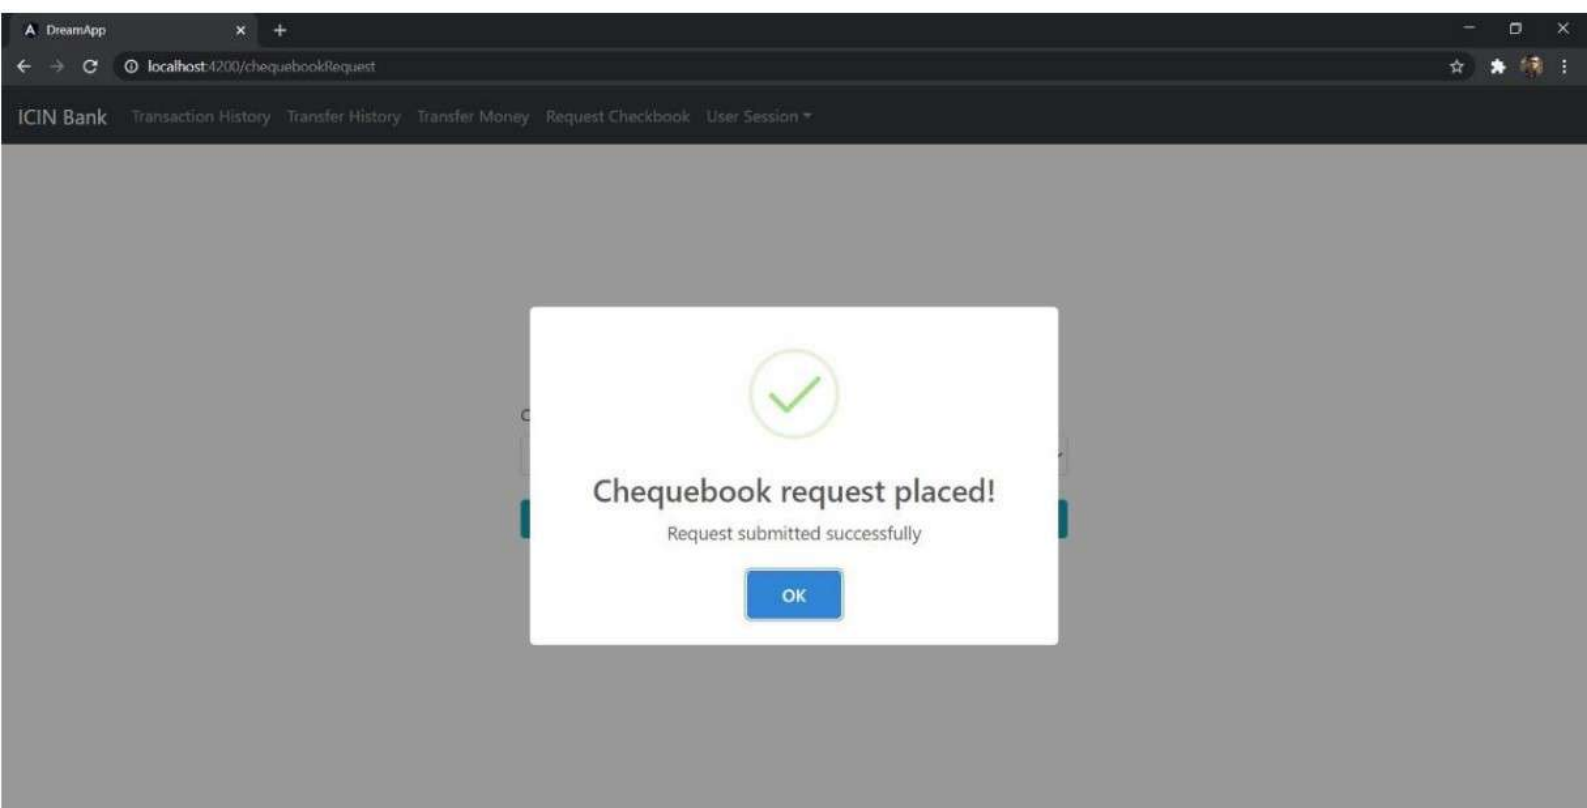 DreamApp
localhost:4200/chequebookRequest
ICIN Bank Transaction History Transfer History Transfer Money Request Checkbook User Session
C
Chequebook request placed!
Request submitted successfully
OK